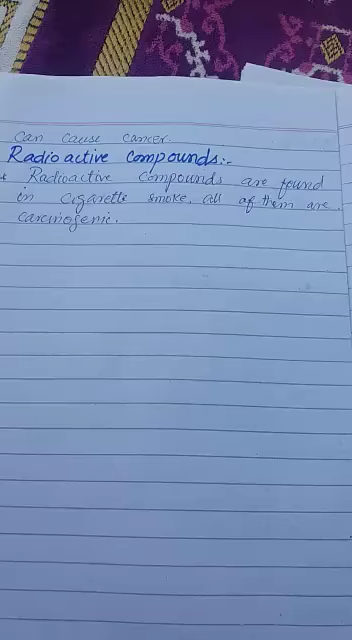 can cause cancer
Radioactive compounds:-
* Radioactive compounds are found
in cigarette smoke. all of them are
carcinogenic.